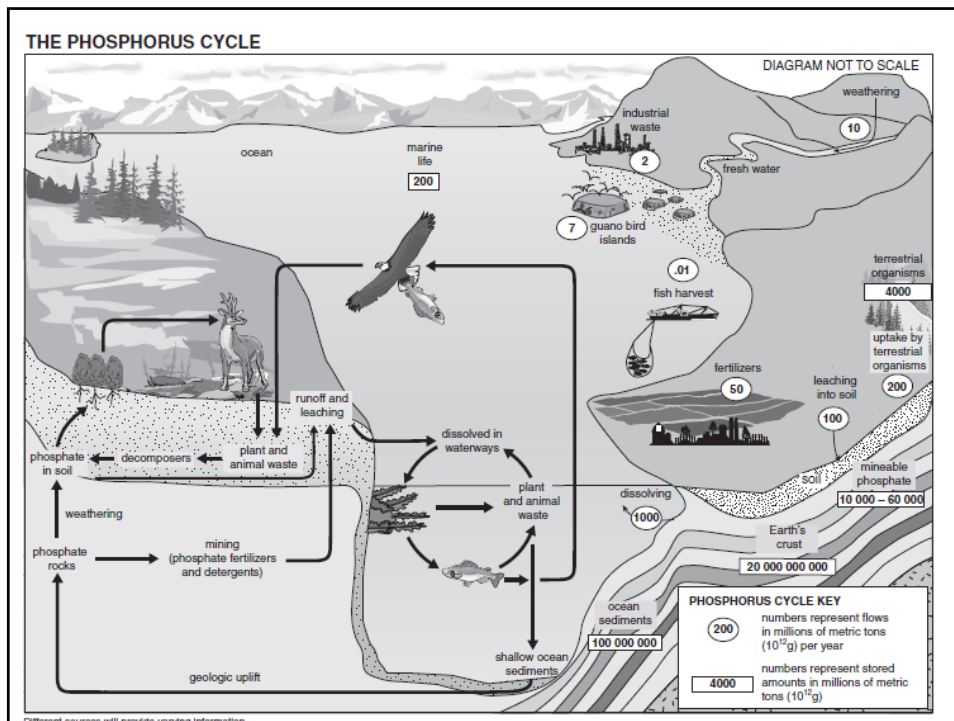 THE PHOSPHORUS CYCLE
DIAGRAM NOT TO SCALE
weathering
10
industrial
waste
2
fresh water
ocean
marine
life
200
7
guano bird
islands
.01
fish harvest
terrestrial
organisms
4000
uptake by
terrestrial
organisms
200
fertilizers
50
leaching
into soil
100
runoff and
leaching
dissolved in
waterways
phosphate
in soil
decomposers
plant and
animal waste
plant
and animal
waste
dissolving
1000
soil
mineable
phosphate
10 000 – 60 000
weathering
phosphate
rocks
mining
(phosphate fertilizers
and detergents)
Earth's
crust
20 000 000 000
ocean
sediments
100 000 000
shallow ocean
sediments
geologic uplift
PHOSPHORUS CYCLE KEY
200
numbers represent flows
in millions of metric tons
(10¹²g) per year
4000
numbers represent stored
amounts in millions of metric
tons (10¹²g)
Different sources will provide varying information